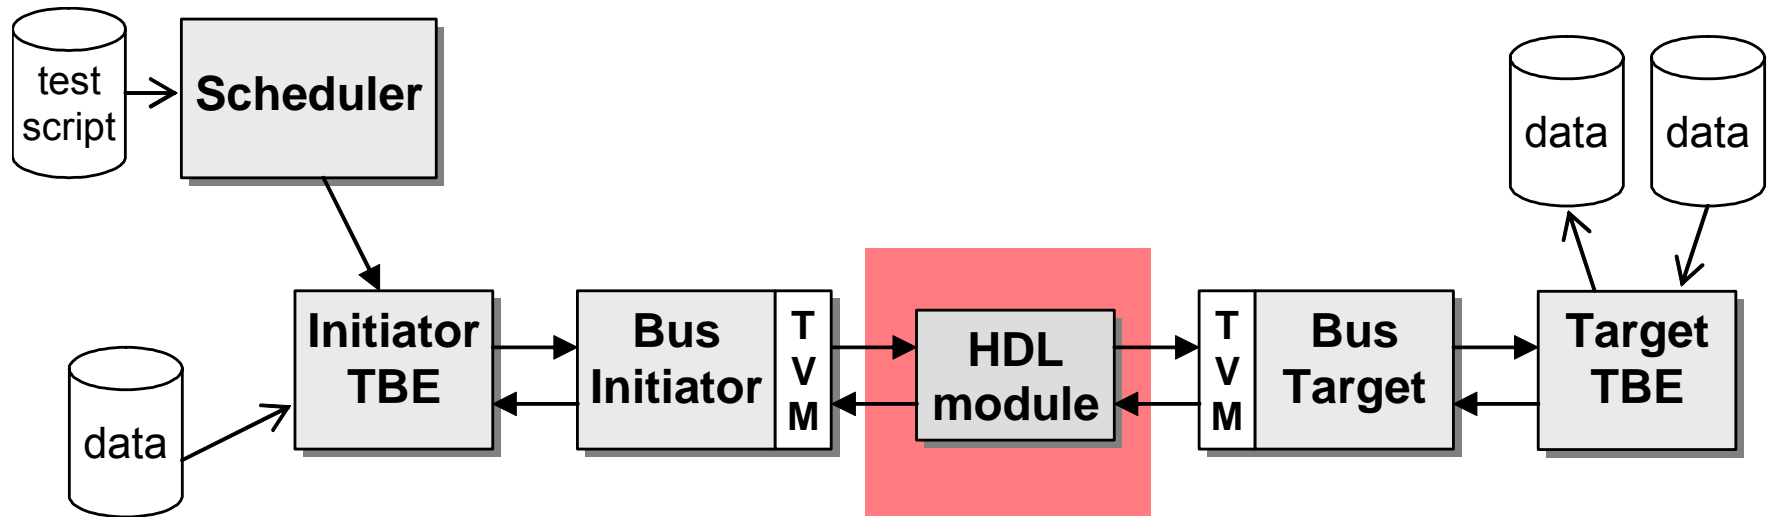 test
script
Scheduler
data
data
Initiator
TBE
Bus
Initiator
T
V
M
HDL
module
T
V
M
Bus
Target
Target
TBE
data